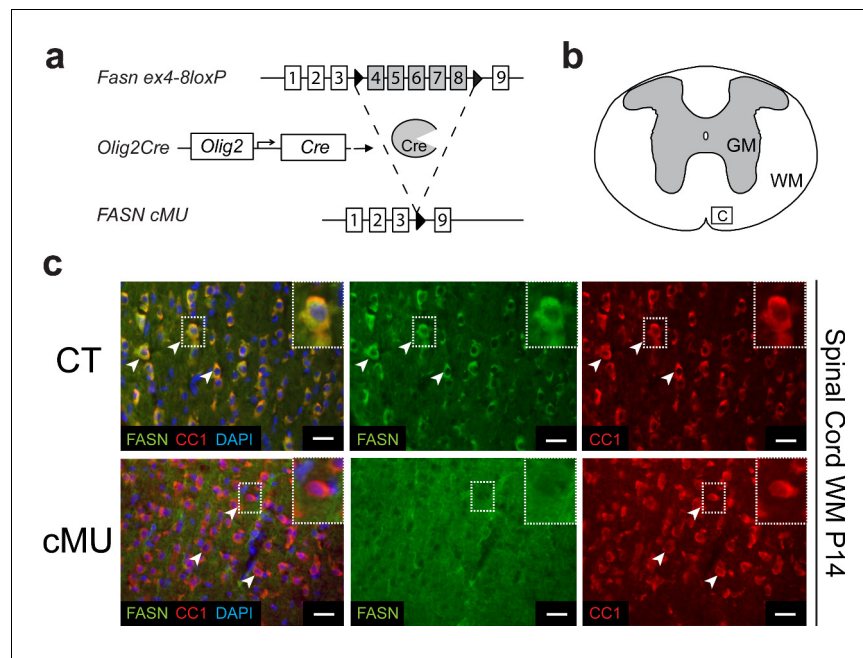 a
Fasn ex4-8loxP 1 2 3 4 5 6 7 8 9
Olig2Cre Olig2 Cre Cre
FASN cMU 1 2 3 9
b
GM
WM
C
c
CT
FASN CC1 DAPI
FASN
CC1
cMU
FASN CC1 DAPI
FASN
CC1
Spinal Cord WM P14